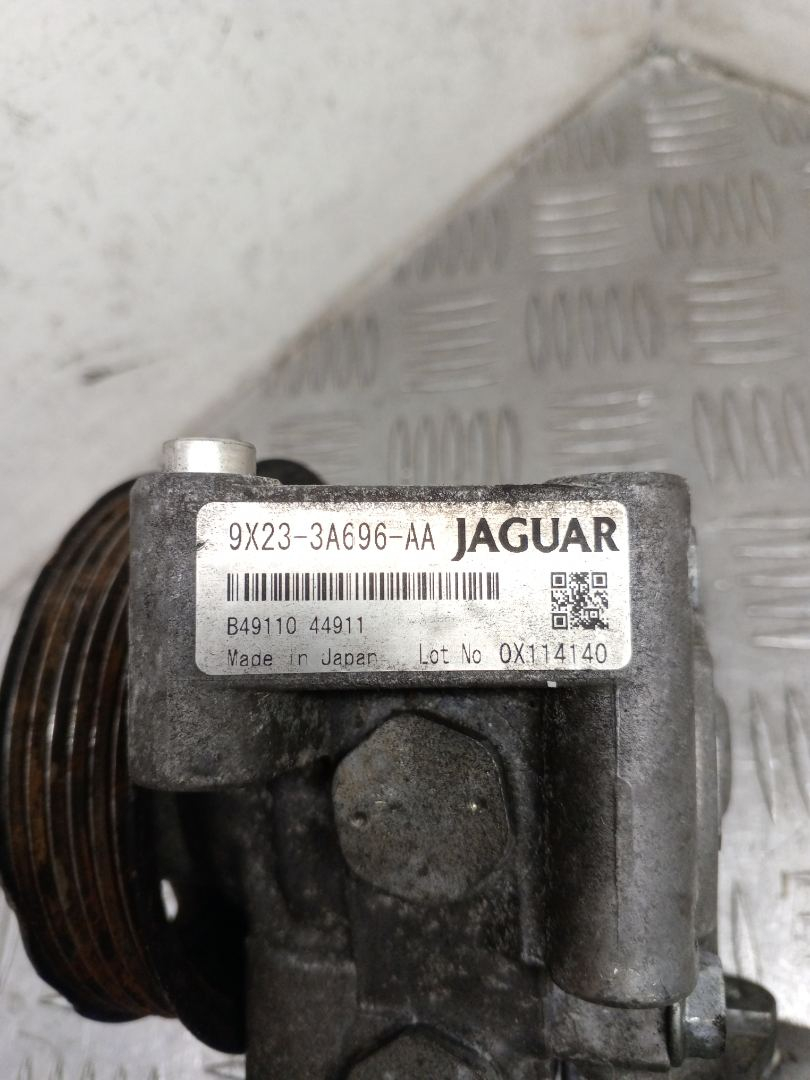 9X23-3A696-AA JAGUAR
B49110 44911
Made in Japan Lot No 0X114140